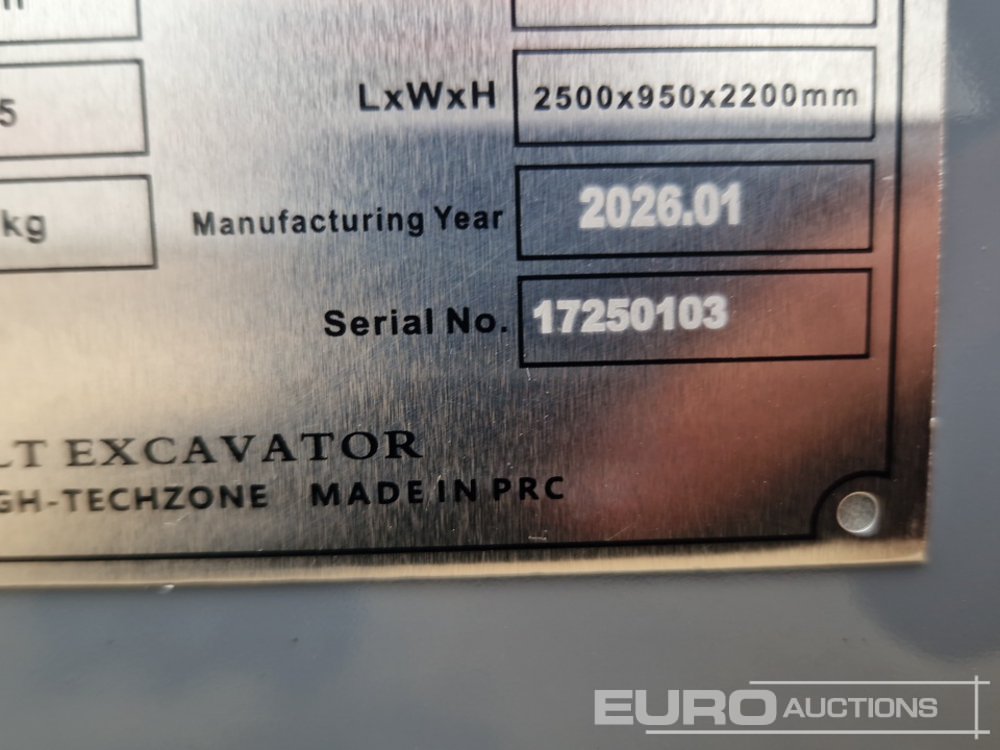 5
LxWxH 2500x950x2200mm
kg
Manufacturing Year 2026.01
Serial No. 17250103
LT EXCAVATOR
GH-TECHZONE MADE IN PRC
EURO AUCTIONS